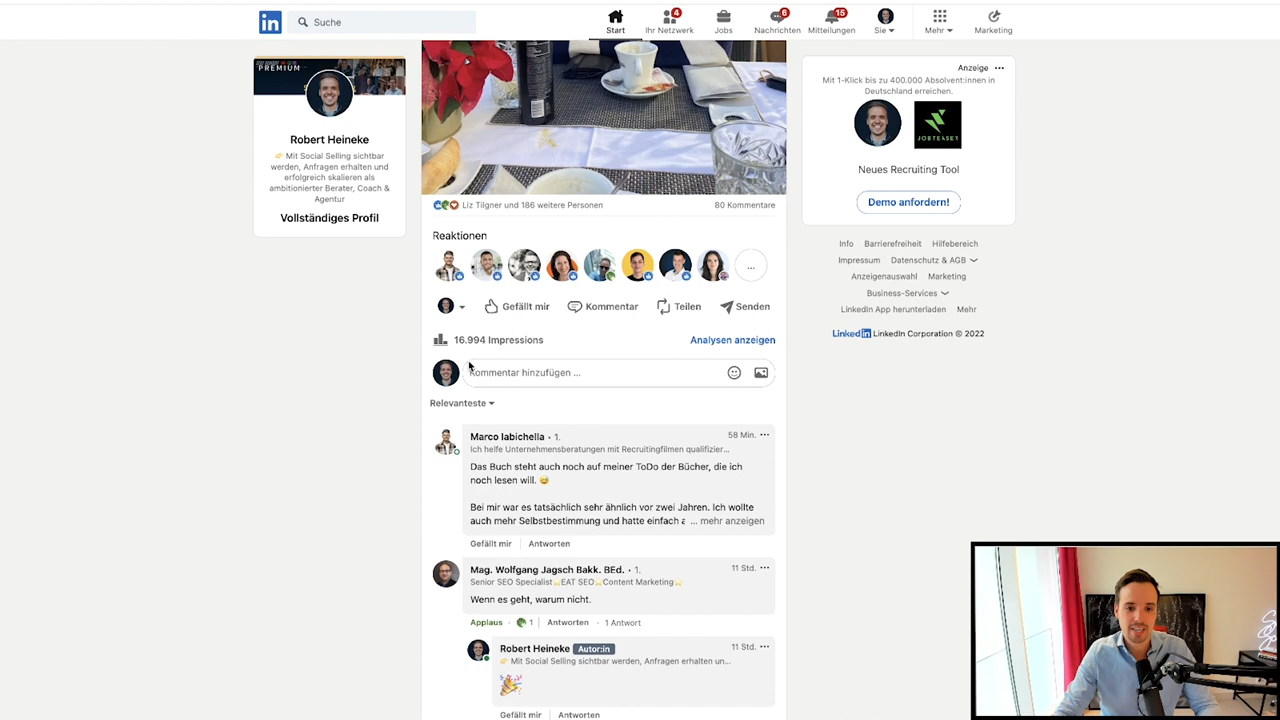 in
Suche
Start
4
Ihr Netzwerk
Jobs
6
Nachrichten
15
Mitteilungen
Sie
Mehr
Marketing
PREMIUM
Robert Heineke
👉 Mit Social Selling sichtbar
werden, Anfragen erhalten und
erfolgreich skalieren als
ambitionierter Berater, Coach &
Agentur
Vollständiges Profil
Liz Tilgner und 186 weitere Personen
80 Kommentare
Reaktionen
...
Gefällt mir
Kommentar
Teilen
Senden
16.994 Impressions
Analysen anzeigen
Kommentar hinzufügen ...
Relevanteste
Marco Iabichella • 1.
58 Min.
Ich helfe Unternehmensberatungen mit Recruitingfilmen qualifizier...
Das Buch steht auch noch auf meiner ToDo der Bücher, die ich
noch lesen will. 😅
Bei mir war es tatsächlich sehr ähnlich vor zwei Jahren. Ich wollte
auch mehr Selbstbestimmung und hatte einfach ... mehr anzeigen
Gefällt mir | Antworten
Mag. Wolfgang Jagsch Bakk. BEd. • 1.
11 Std.
Senior SEO Specialist⭐EAT SEO⭐Content Marketing⭐
Wenn es geht, warum nicht.
Applaus · 1 | Antworten · 1 Antwort
Robert Heineke Autor:in
11 Std.
👉 Mit Social Selling sichtbar werden, Anfragen erhalten un...
🎉
Gefällt mir | Antworten
Anzeige
Mit 1-Klick bis zu 400.000 Absolvent:innen in
Deutschland erreichen.
JOBTEASER
Neues Recruiting Tool
Demo anfordern!
Info Barrierefreiheit Hilfebereich
Impressum Datenschutz & AGB
Anzeigenauswahl Marketing
Business-Services
LinkedIn App herunterladen Mehr
LinkedIn LinkedIn Corporation © 2022